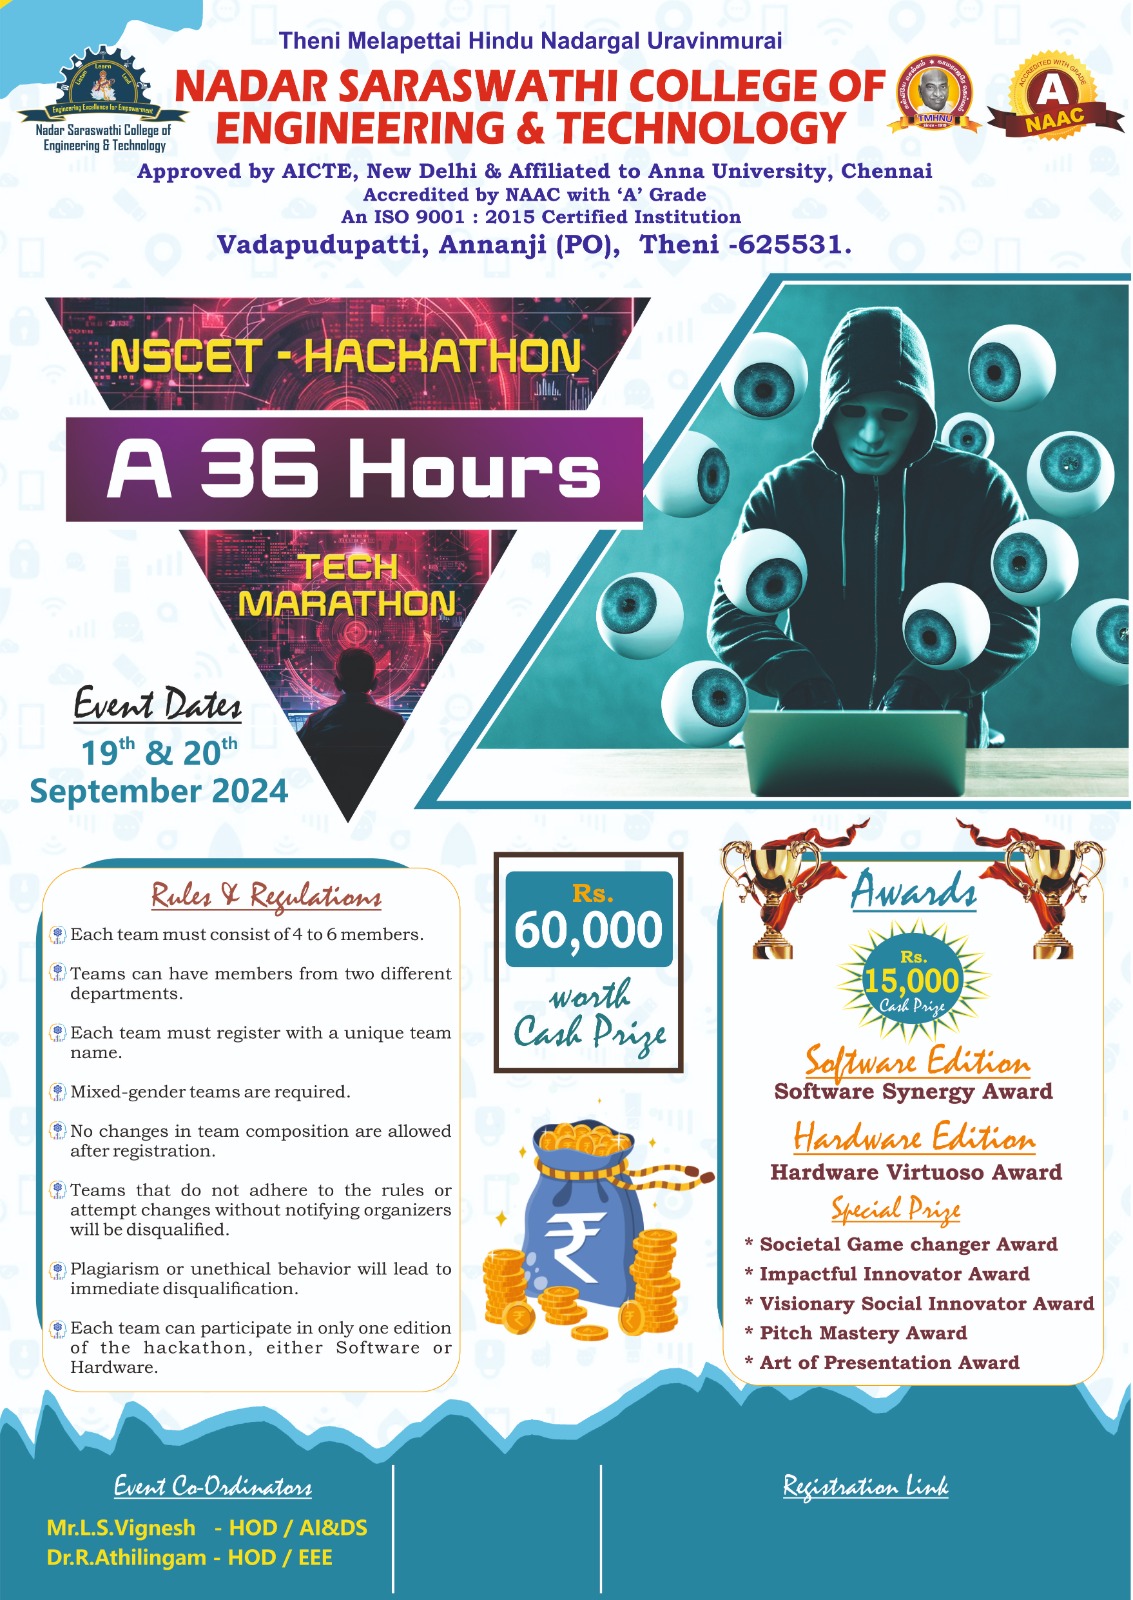 Theni Melapettai Hindu Nadargal Uravinmurai
NADAR SARASWATHI COLLEGE OF
ENGINEERING & TECHNOLOGY
Learn
Engineering Excellence for Empowerment
Nadar Saraswathi College of
Engineering & Technology
TMHNU
ACCREDITED WITH GRADE
A
NAAC
Approved by AICTE, New Delhi & Affiliated to Anna University, Chennai
Accredited by NAAC with ‘A’ Grade
An ISO 9001 : 2015 Certified Institution
Vadapudupatti, Annanji (PO), Theni -625531.
NSCET - HACKATHON
A 36 Hours
TECH
MARATHON
Event Dates
19th & 20th
September 2024
Rules & Regulations
Each team must consist of 4 to 6 members.
Teams can have members from two different
departments.
Each team must register with a unique team
name.
Mixed-gender teams are required.
No changes in team composition are allowed
after registration.
Teams that do not adhere to the rules or
attempt changes without notifying organizers
will be disqualified.
Plagiarism or unethical behavior will lead to
immediate disqualification.
Each team can participate in only one edition
of the hackathon, either Software or
Hardware.
Rs.
60,000
worth
Cash Prize
₹
Awards
Rs.
15,000
Cash Prize
Software Edition
Software Synergy Award
Hardware Edition
Hardware Virtuoso Award
Special Prize
* Societal Game changer Award
* Impactful Innovator Award
* Visionary Social Innovator Award
* Pitch Mastery Award
* Art of Presentation Award
Event Co-Ordinators
Mr.L.S.Vignesh - HOD / AI&DS
Dr.R.Athilingam - HOD / EEE
Registration Link